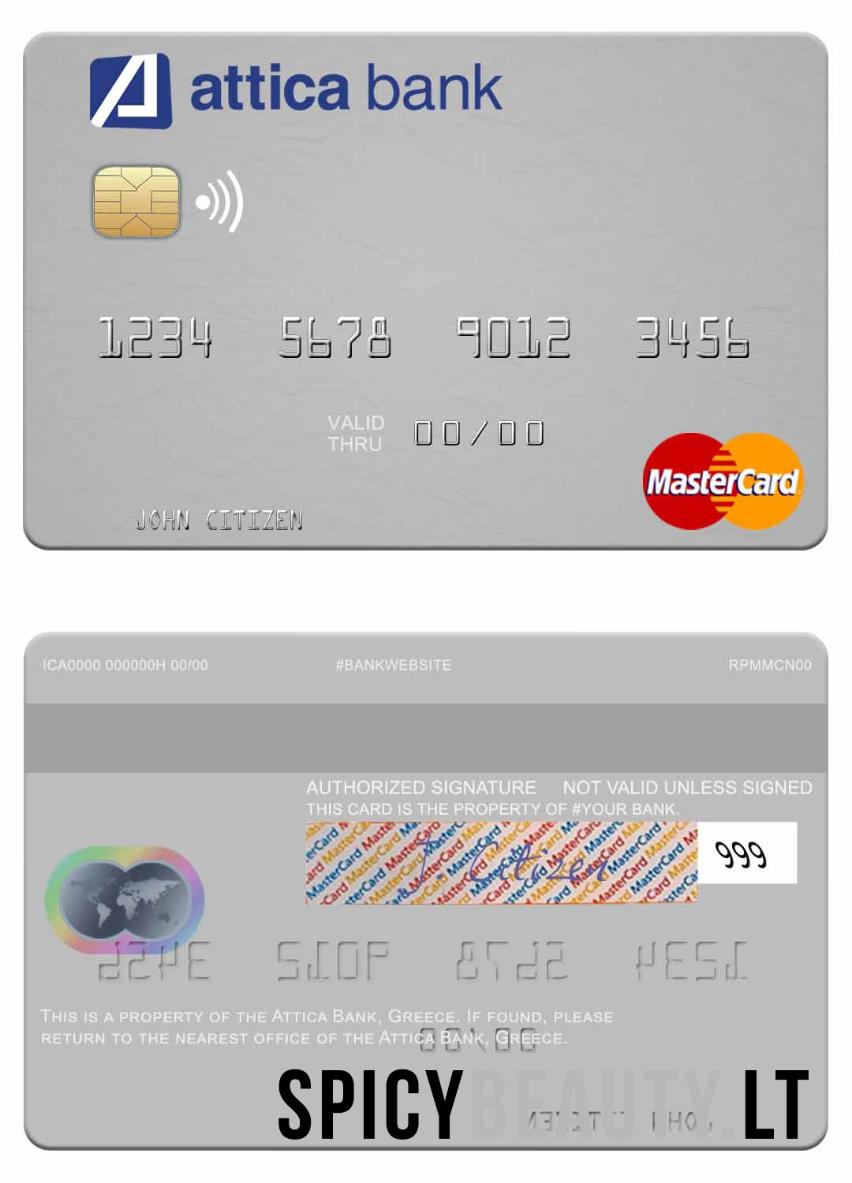 attica bank
1234 5678 9012 3456
VALID
THRU
00/00
MasterCard
JOHN CITIZEN
ICA0000 000000H 00/00 #BANKWEBSITE RPMMCN00
AUTHORIZED SIGNATURE NOT VALID UNLESS SIGNED
THIS CARD IS THE PROPERTY OF #YOUR BANK.
J. Citizen
999
THIS IS A PROPERTY OF THE ATTICA BANK, GREECE. IF FOUND, PLEASE
RETURN TO THE NEAREST OFFICE OF THE ATTICA BANK, GREECE.
SPICYBEAUTY.LT